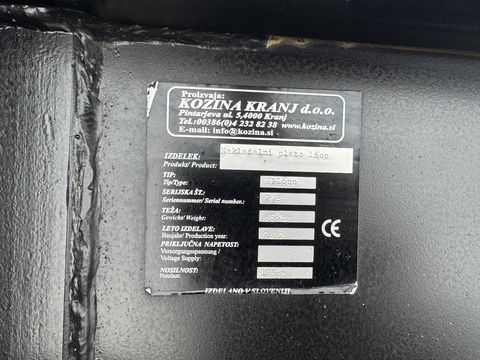 Proizvaja:
KOZINA KRANJ d.o.o.
Pintarjeva ul. 5,4000 Kranj
Tel.:00386(0)4 232 82 38 www.kozina.si
E-mail: info@kozina.si
IZDELEK: Nakladalni plato 1600
Produkt/ Product:
TIP:
Tip/Type:
SERIJSKA ŠT.:
Seriennummer/ Serial number.:
TEŽA:
Gewicht/ Weight:
LETO IZDELAVE:
Baujahr/ Production year:
PRIKLJUČNA NAPETOST:
Versorgungsspannung/
Voltage Supply:
NOSILNOST:
Nutzlast:
CE
IZDELANO V SLOVENIJI